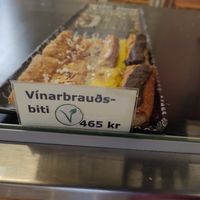 Vínarbrauðs-
biti
465 kr